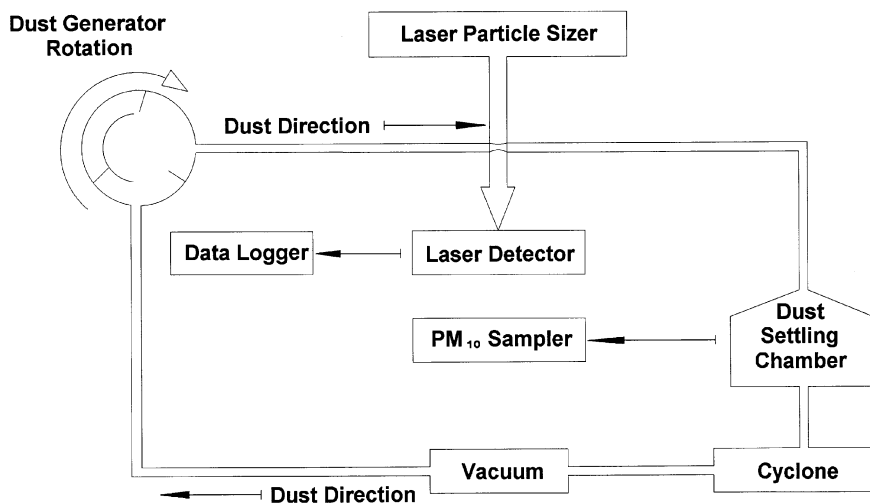 Dust Generator
Rotation
Laser Particle Sizer
Dust Direction
Data Logger
Laser Detector
PM₁₀ Sampler
Dust
Settling
Chamber
Vacuum
Cyclone
Dust Direction